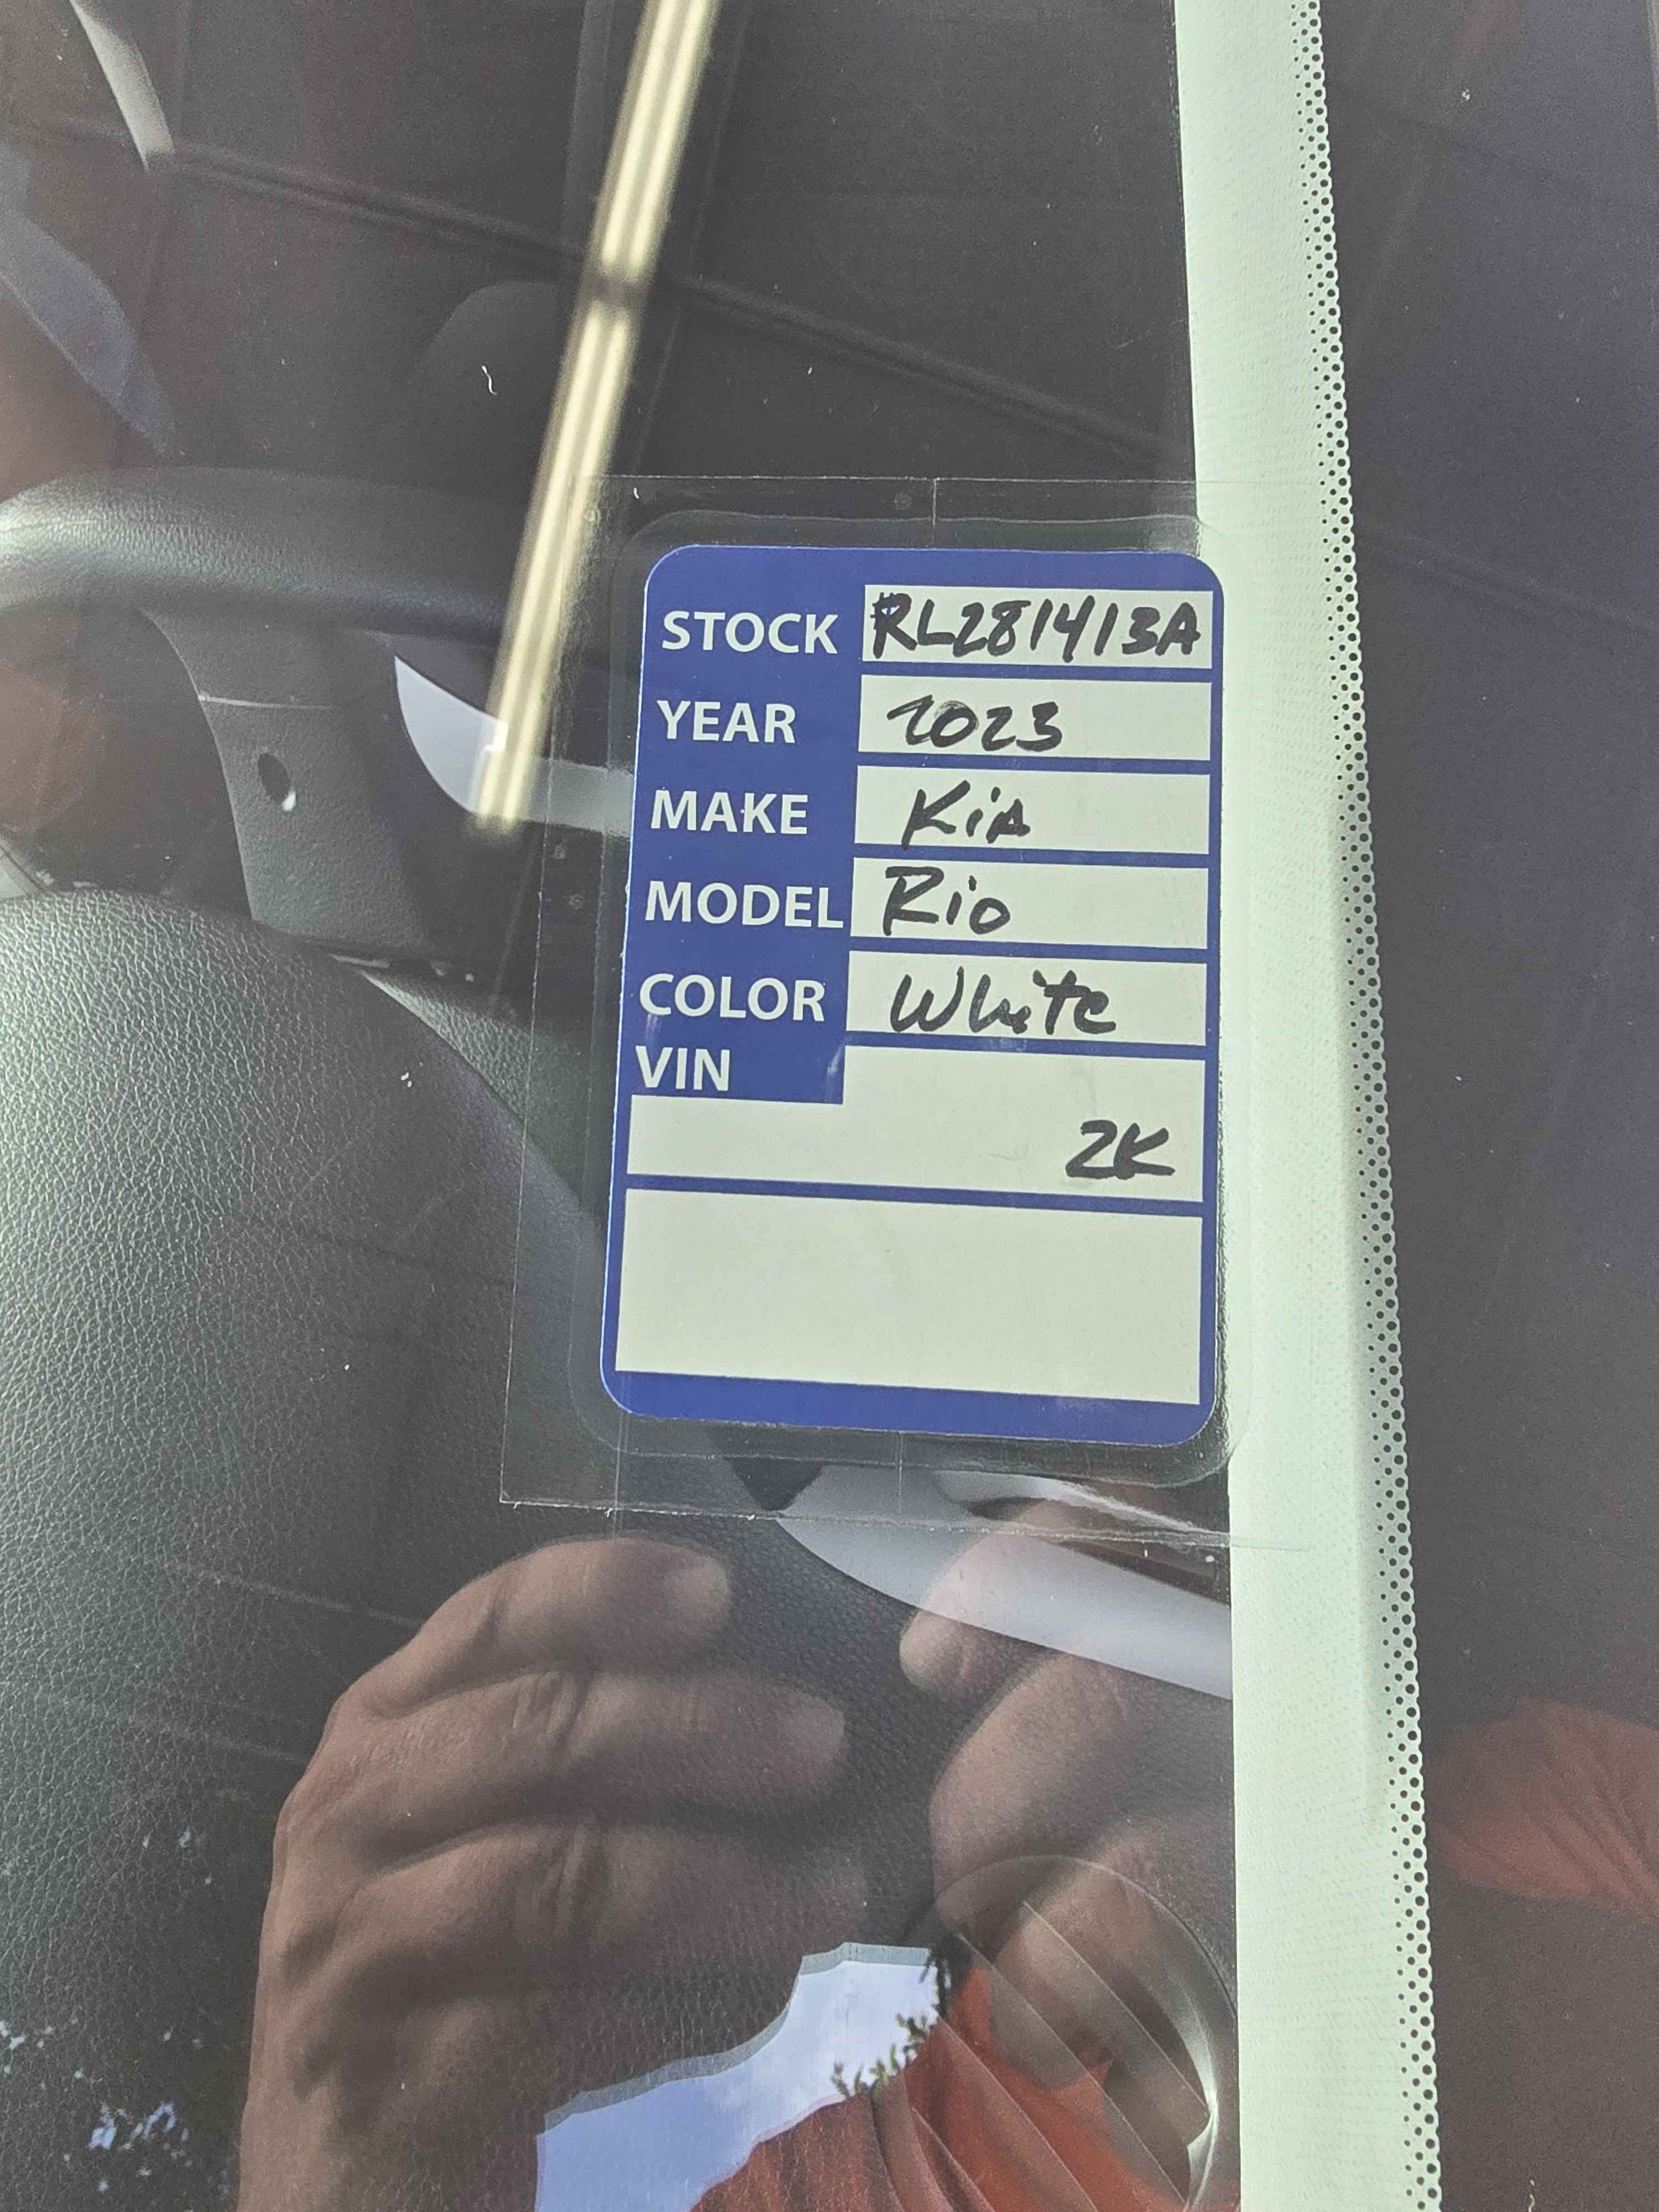 STOCK RL281413A
YEAR 2023
MAKE Kia
MODEL Rio
COLOR White
VIN
2K